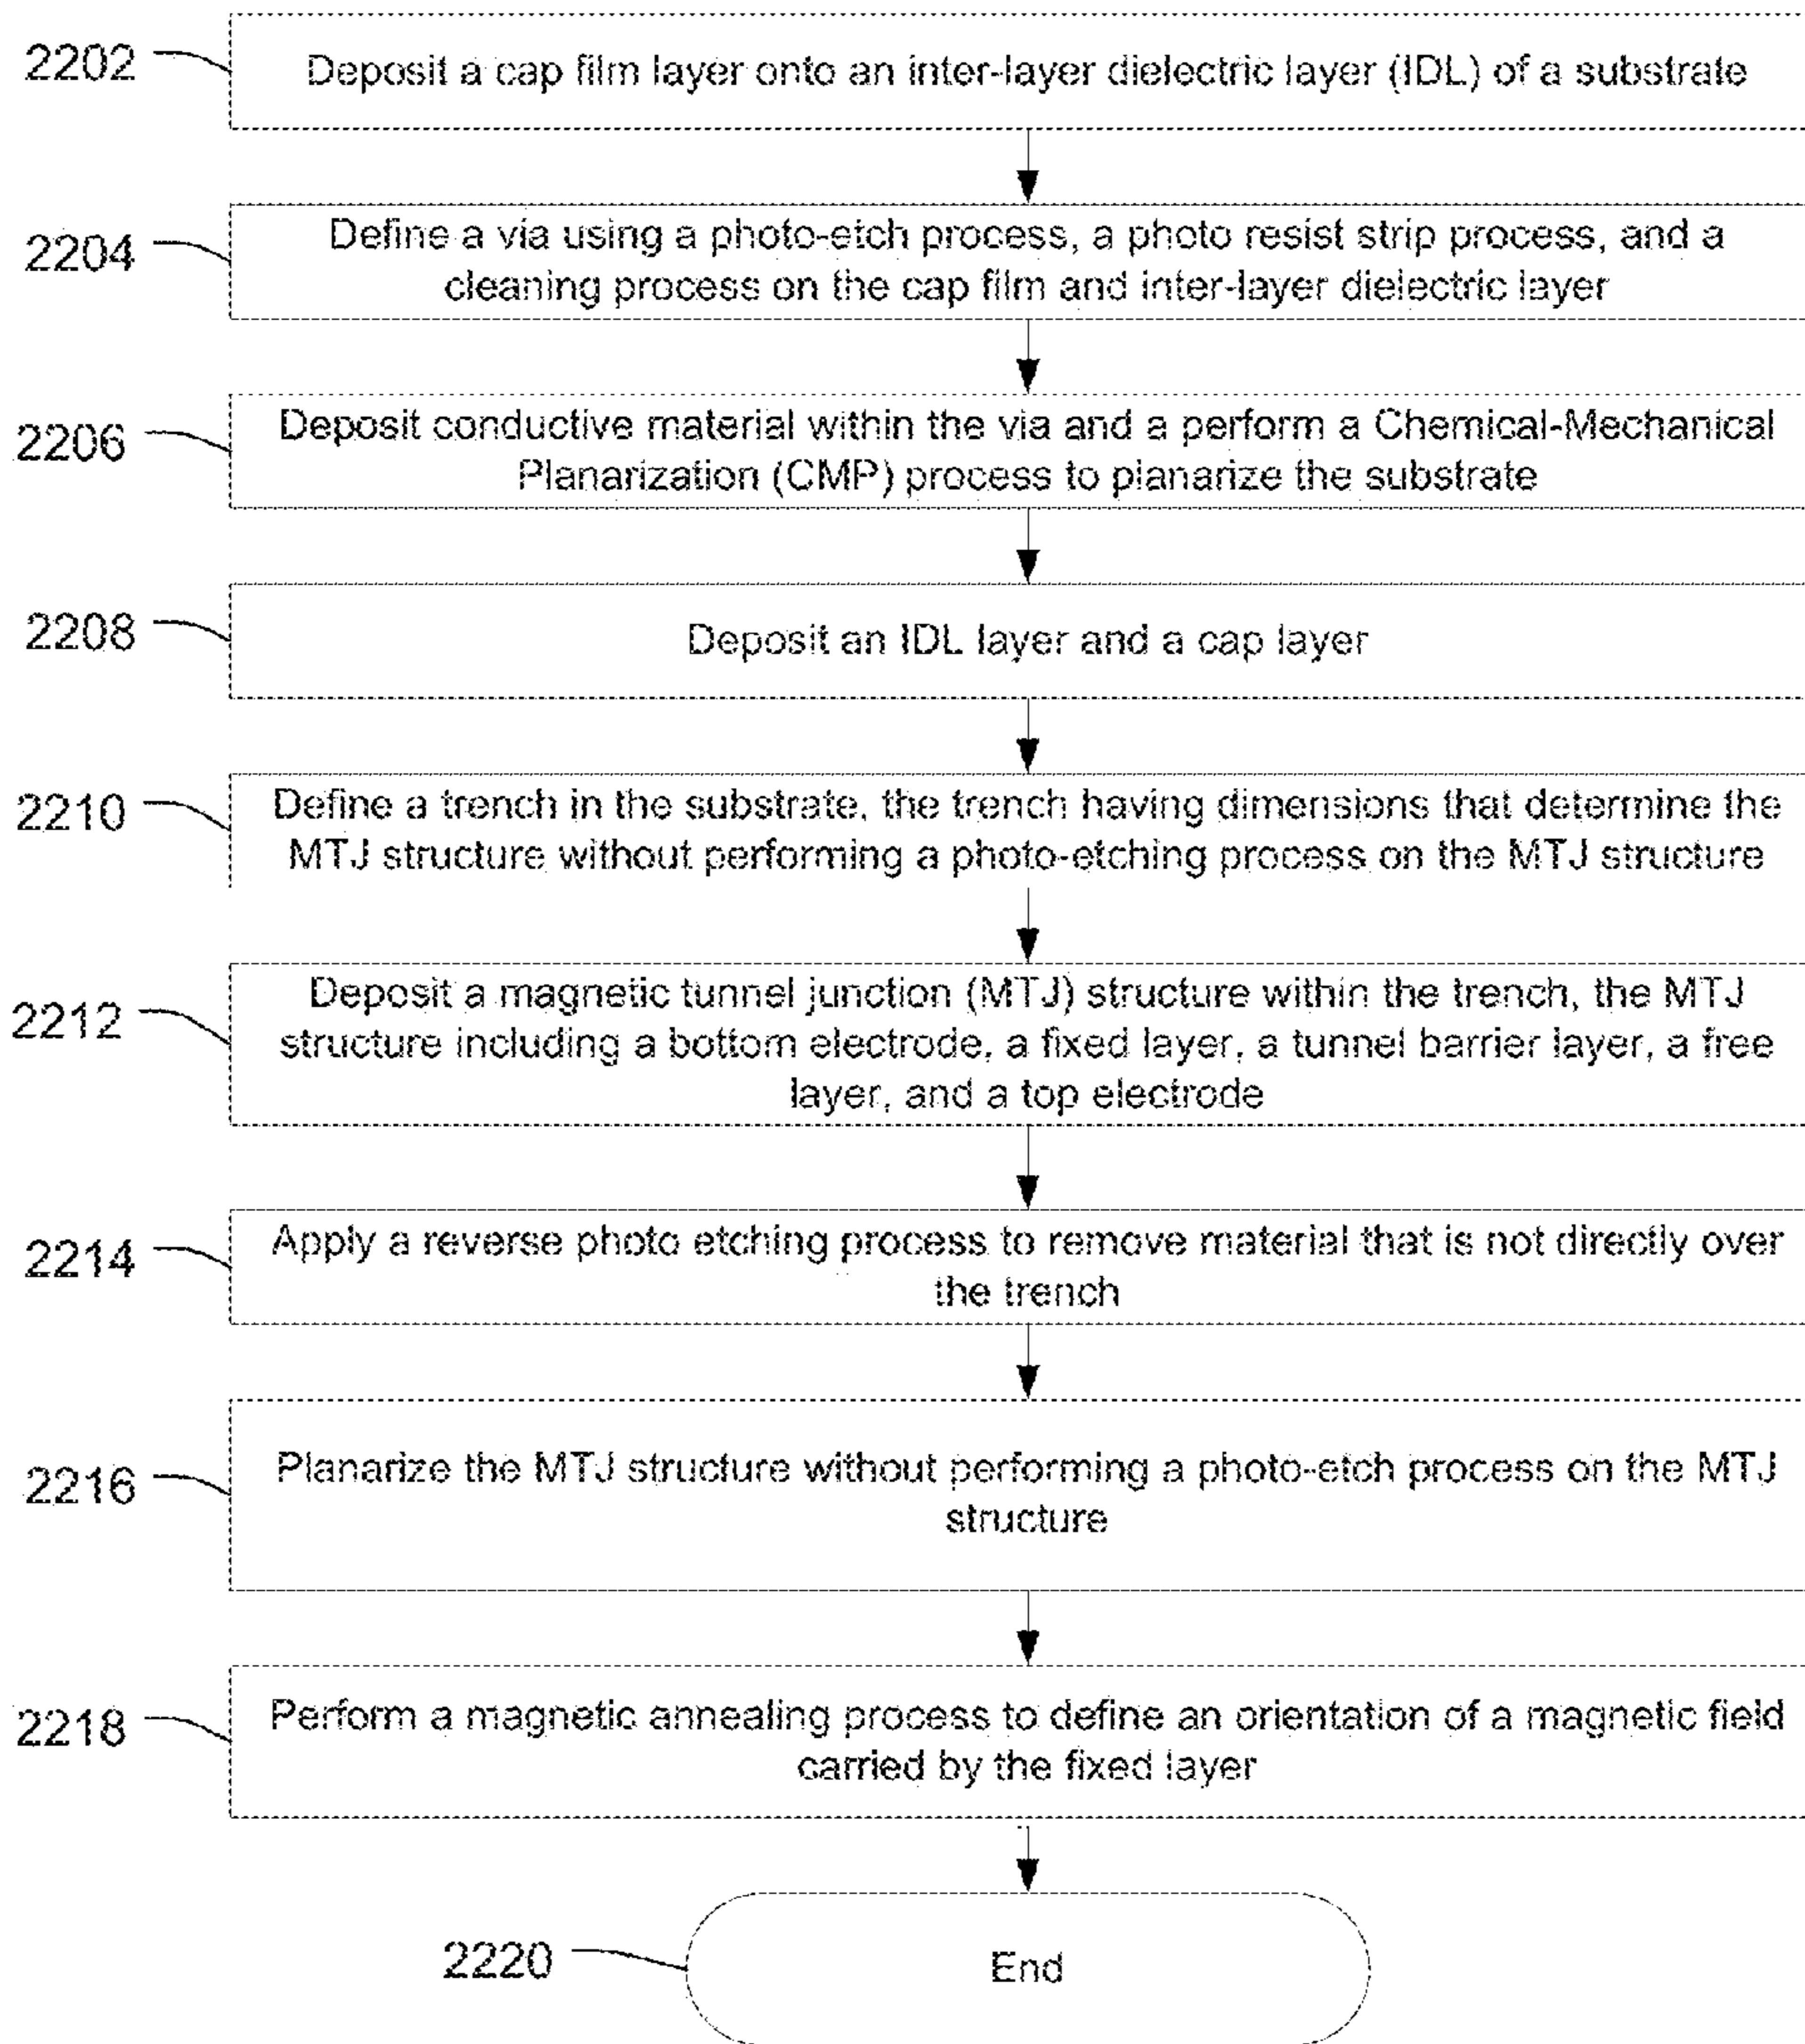 2202
Deposit a cap film layer onto an inter-layer dielectric layer (IDL) of a substrate
2204
Define a via using a photo-etch process, a photo resist strip process, and a
cleaning process on the cap film and inter-layer dielectric layer
2206
Deposit conductive material within the via and a perform a Chemical-Mechanical
Planarization (CMP) process to planarize the substrate
2208
Deposit an IDL layer and a cap layer
2210
Define a trench in the substrate, the trench having dimensions that determine the
MTJ structure without performing a photo-etching process on the MTJ structure
2212
Deposit a magnetic tunnel junction (MTJ) structure within the trench, the MTJ
structure including a bottom electrode, a fixed layer, a tunnel barrier layer, a free
layer, and a top electrode
2214
Apply a reverse photo etching process to remove material that is not directly over
the trench
2216
Planarize the MTJ structure without performing a photo-etch process on the MTJ
structure
2218
Perform a magnetic annealing process to define an orientation of a magnetic field
carried by the fixed layer
2220
End